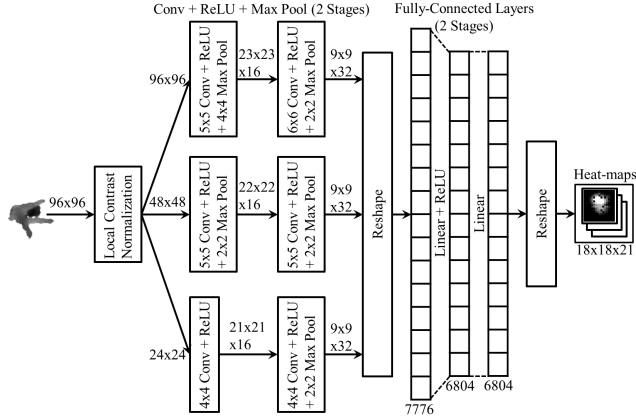 Conv + ReLU + Max Pool (2 Stages)
Fully-Connected Layers
(2 Stages)
96x96
Local Contrast
Normalization
96x96
5x5 Conv + ReLU
+ 4x4 Max Pool
23x23
x16
6x6 Conv + ReLU
+ 2x2 Max Pool
9x9
x32
48x48
5x5 Conv + ReLU
+ 2x2 Max Pool
22x22
x16
5x5 Conv + ReLU
+ 2x2 Max Pool
9x9
x32
24x24
4x4 Conv + ReLU
21x21
x16
4x4 Conv + ReLU
+ 2x2 Max Pool
9x9
x32
Reshape
7776
Linear + ReLU
6804
Linear
6804
Reshape
Heat-maps
18x18x21